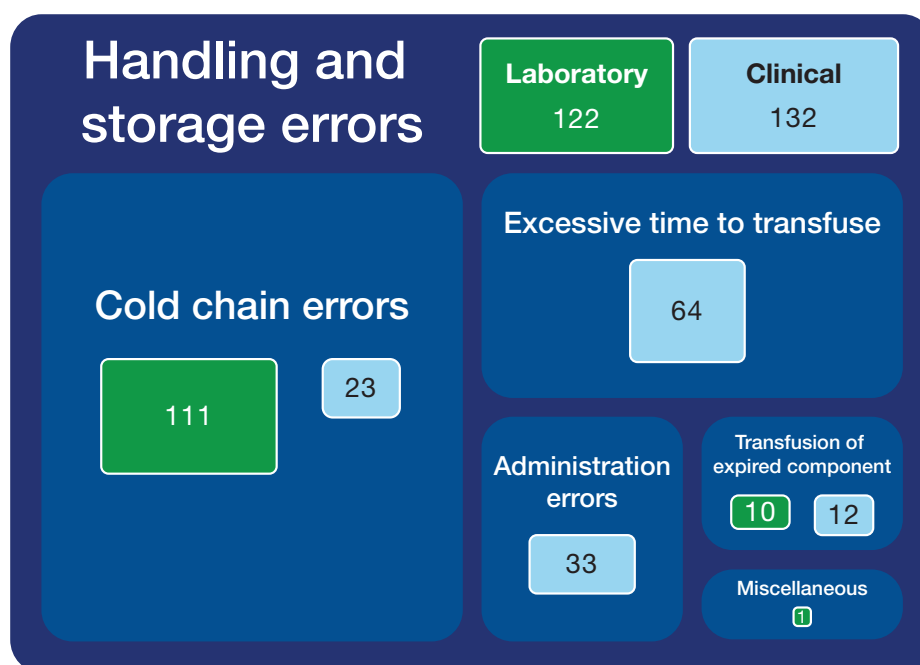 Handling and
storage errors
Laboratory
122
Clinical
132
Cold chain errors
111
23
Excessive time to transfuse
64
Administration
errors
33
Transfusion of
expired component
10
12
Miscellaneous
1